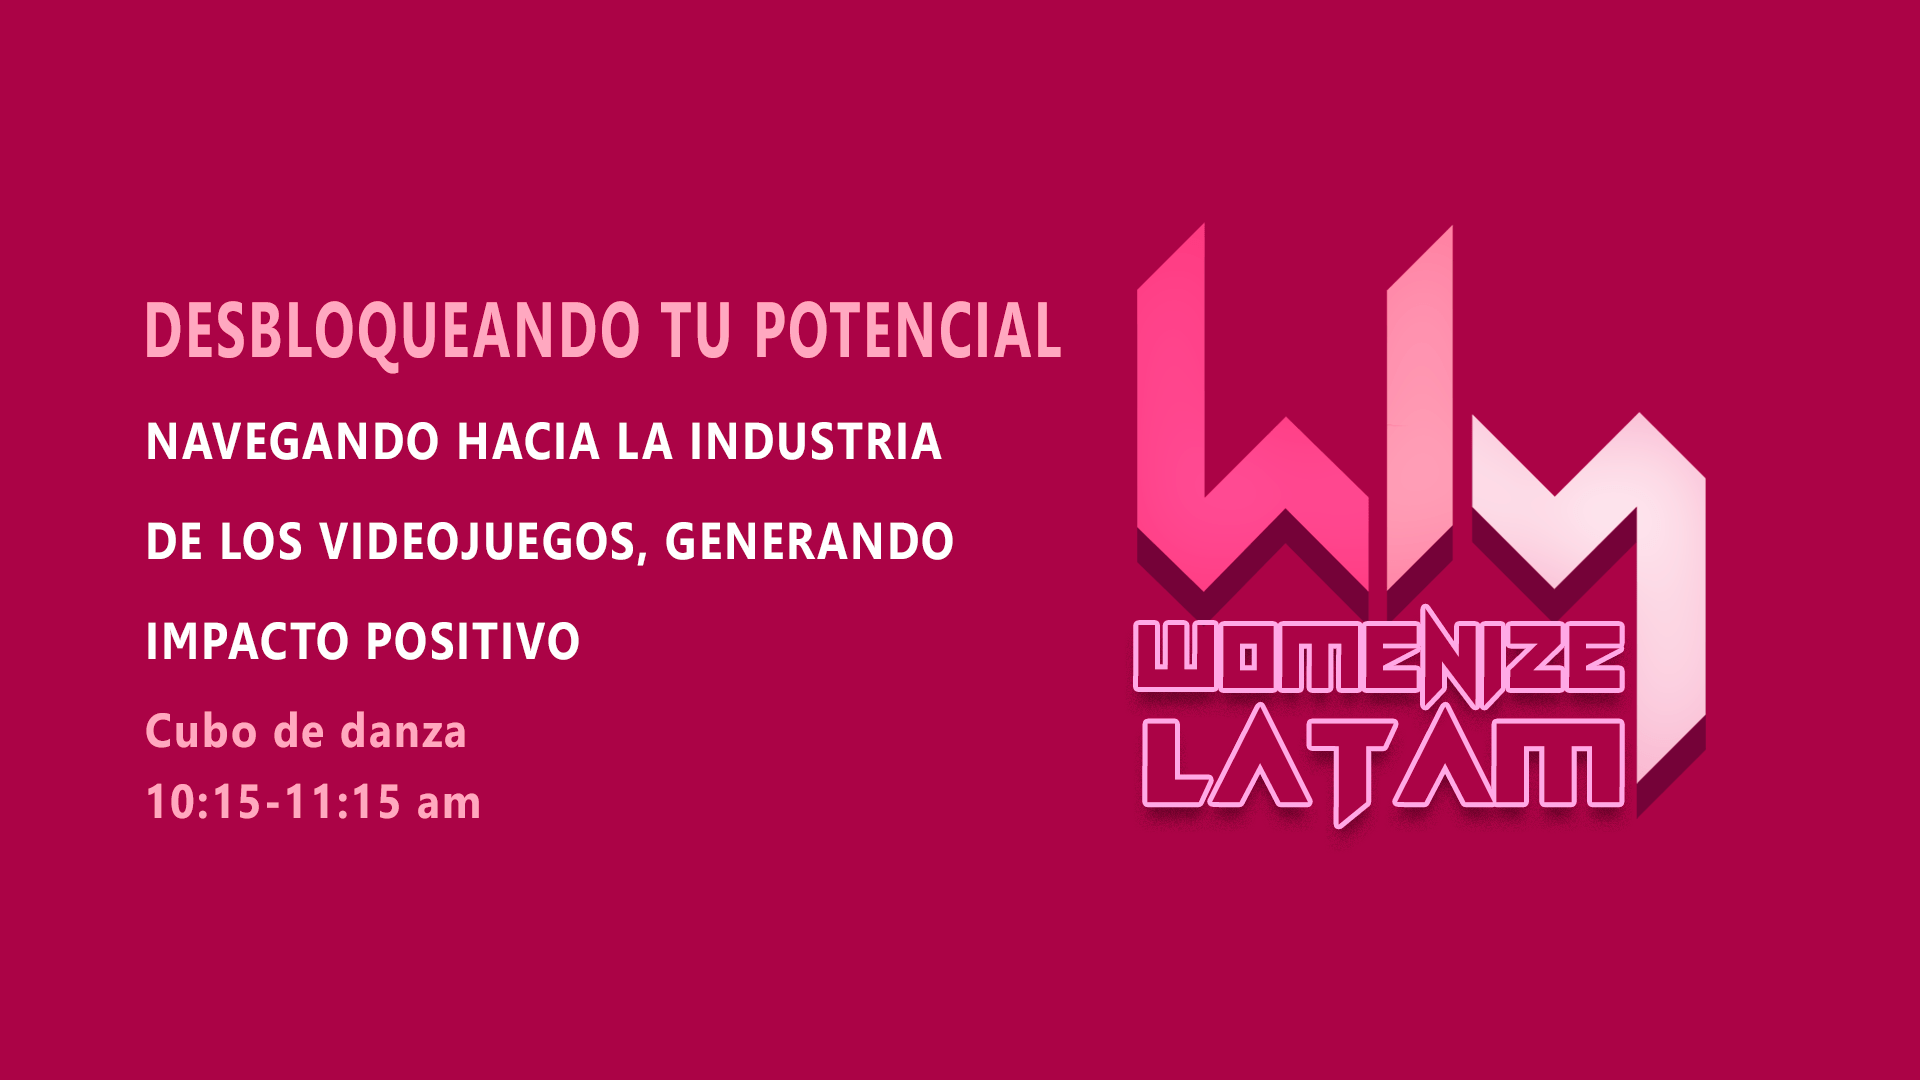 DESBLOQUEANDO TU POTENCIAL
NAVEGANDO HACIA LA INDUSTRIA
DE LOS VIDEOJUEGOS, GENERANDO
IMPACTO POSITIVO
Cubo de danza
10:15-11:15 am
WIM
WOMENIZE
LATAM